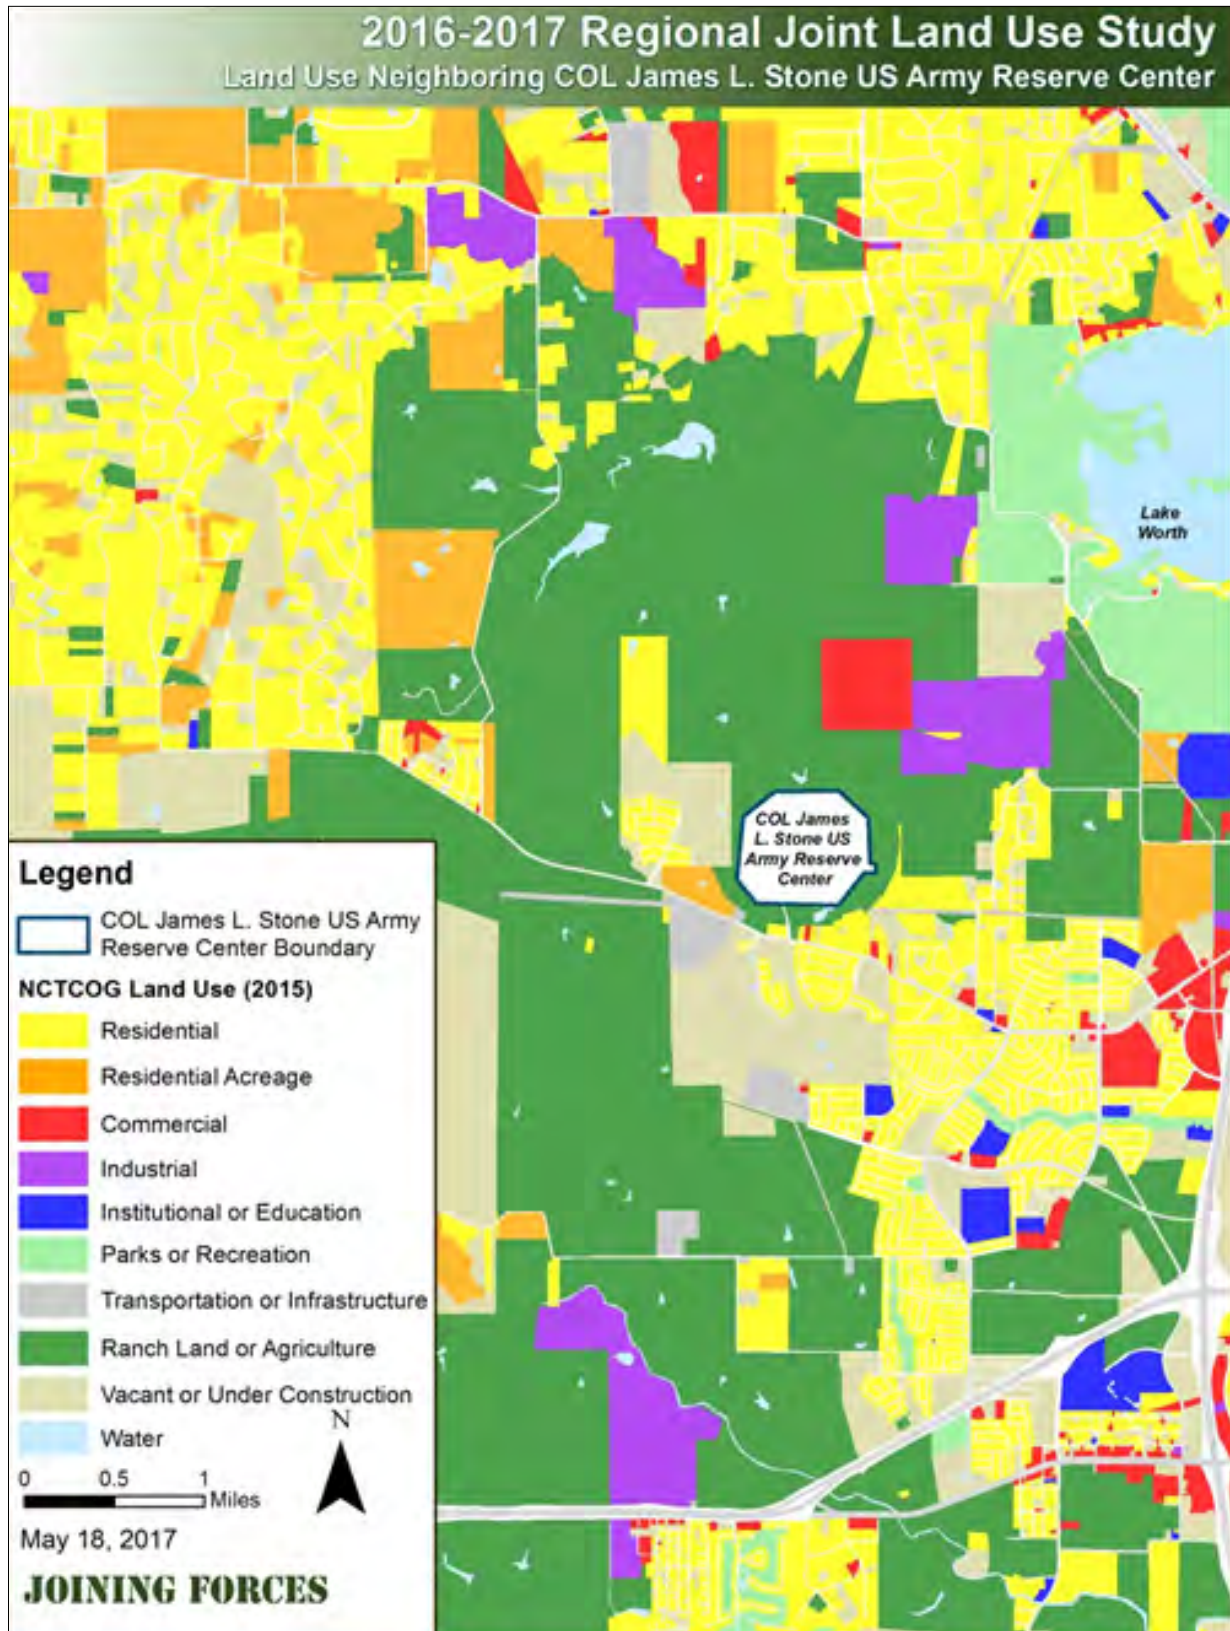 2016-2017 Regional Joint Land Use Study
Land Use Neighboring COL James L. Stone US Army Reserve Center
Lake
Worth
COL James
L. Stone US
Army Reserve
Center
Legend
COL James L. Stone US Army
Reserve Center Boundary
NCTCOG Land Use (2015)
Residential
Residential Acreage
Commercial
Industrial
Institutional or Education
Parks or Recreation
Transportation or Infrastructure
Ranch Land or Agriculture
Vacant or Under Construction
Water
N
0 0.5 1
Miles
May 18, 2017
JOINING FORCES